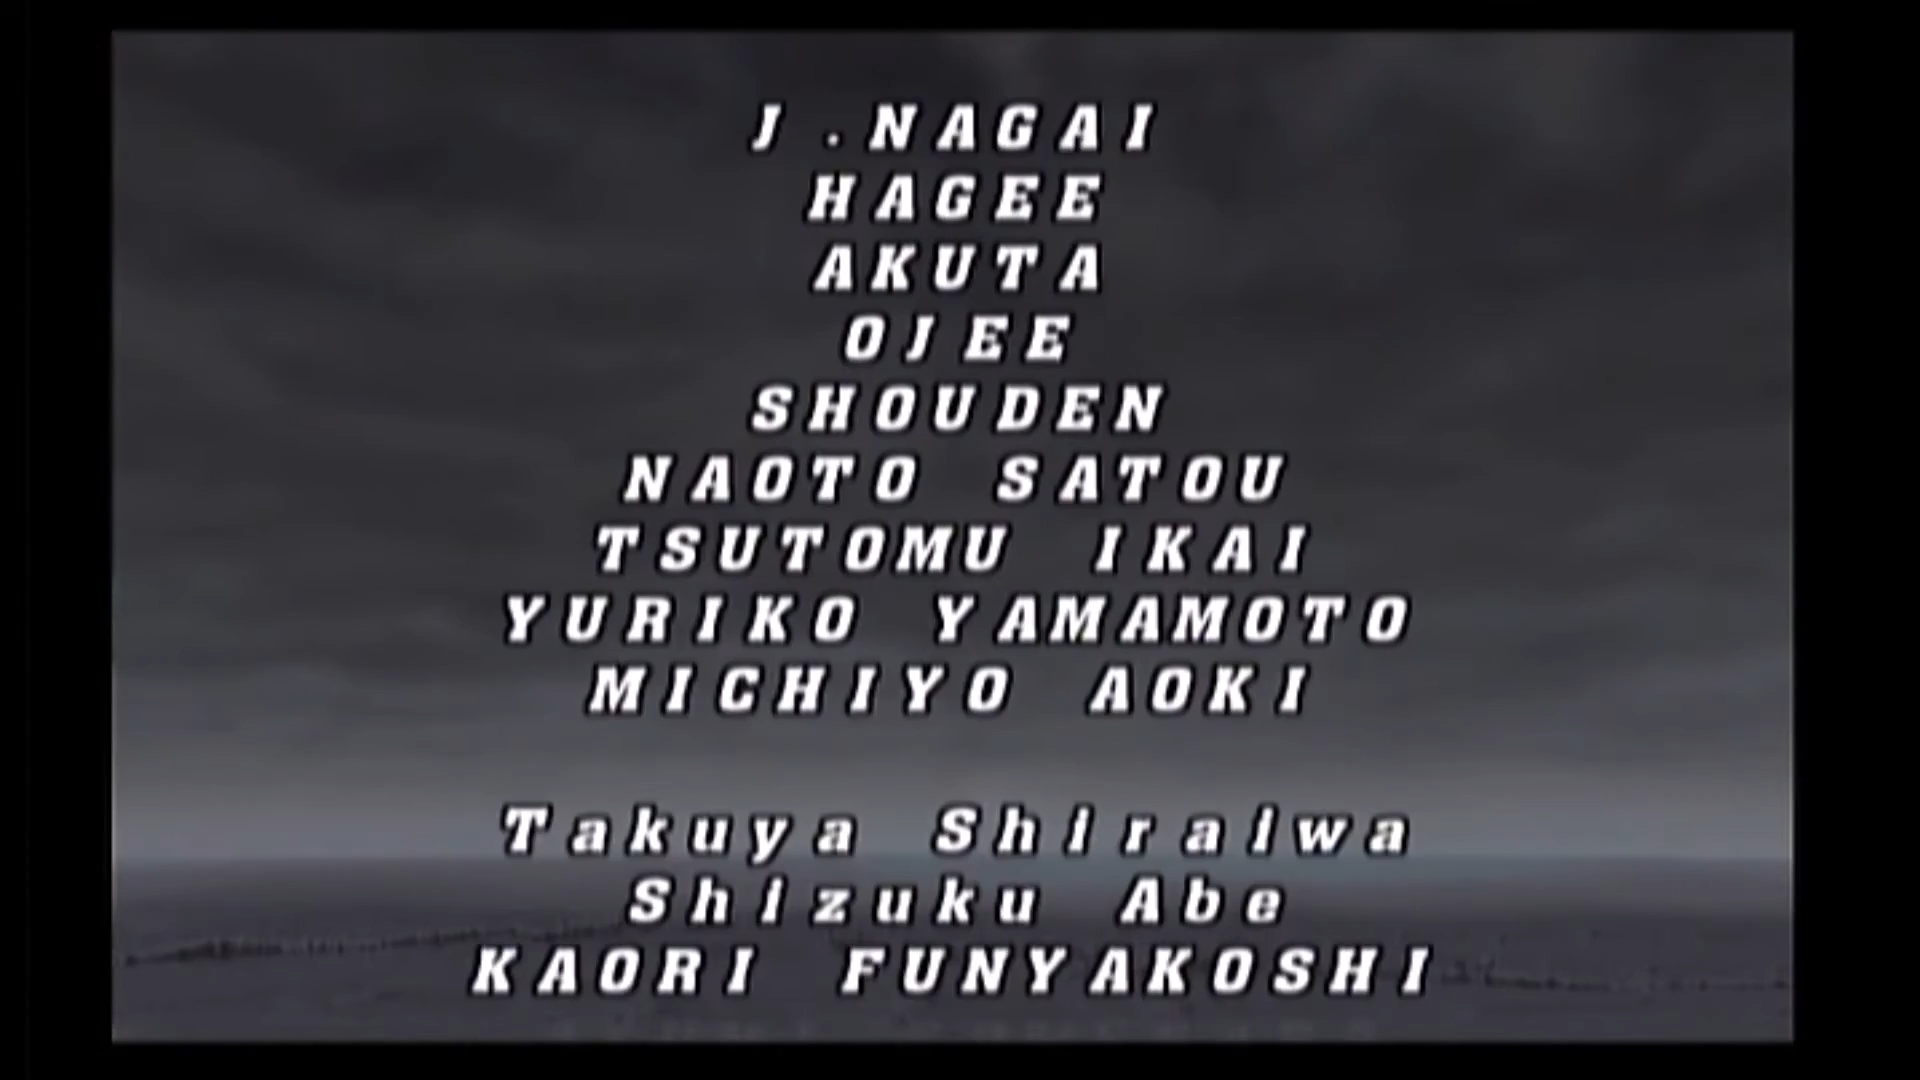 J.NAGAI
HAGEE
AKUTA
OJEE
SHOUDEN
NAOTO SATOU
TSUTOMU IKAI
YURIKO YAMAMOTO
MICHIYO AOKI
Takuya Shiraiwa
Shizuku Abe
KAORI FUNYAKOSHI